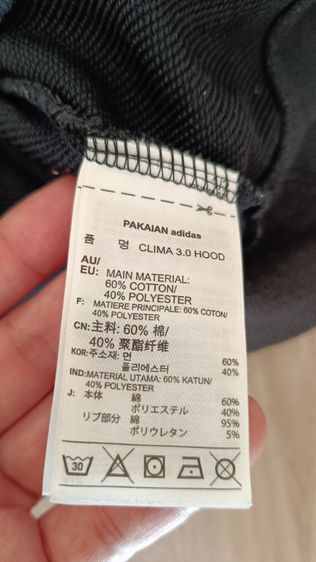 PAKAIAN adidas
품 명 CLIMA 3.0 HOOD
AU/
EU: MAIN MATERIAL:
60% COTTON/
40% POLYESTER
F: MATIERE PRINCIPALE: 60% COTON/
40% POLYESTER
CN: 主料: 60% 棉/
40% 聚酯纤维
KOR: 주소재: 면 60%
폴리에스터 40%
IND: MATERIAL UTAMA: 60% KATUN/
40% POLYESTER
J: 本体 綿 60%
ポリエステル 40%
リブ部分 綿 95%
ポリウレタン 5%
30